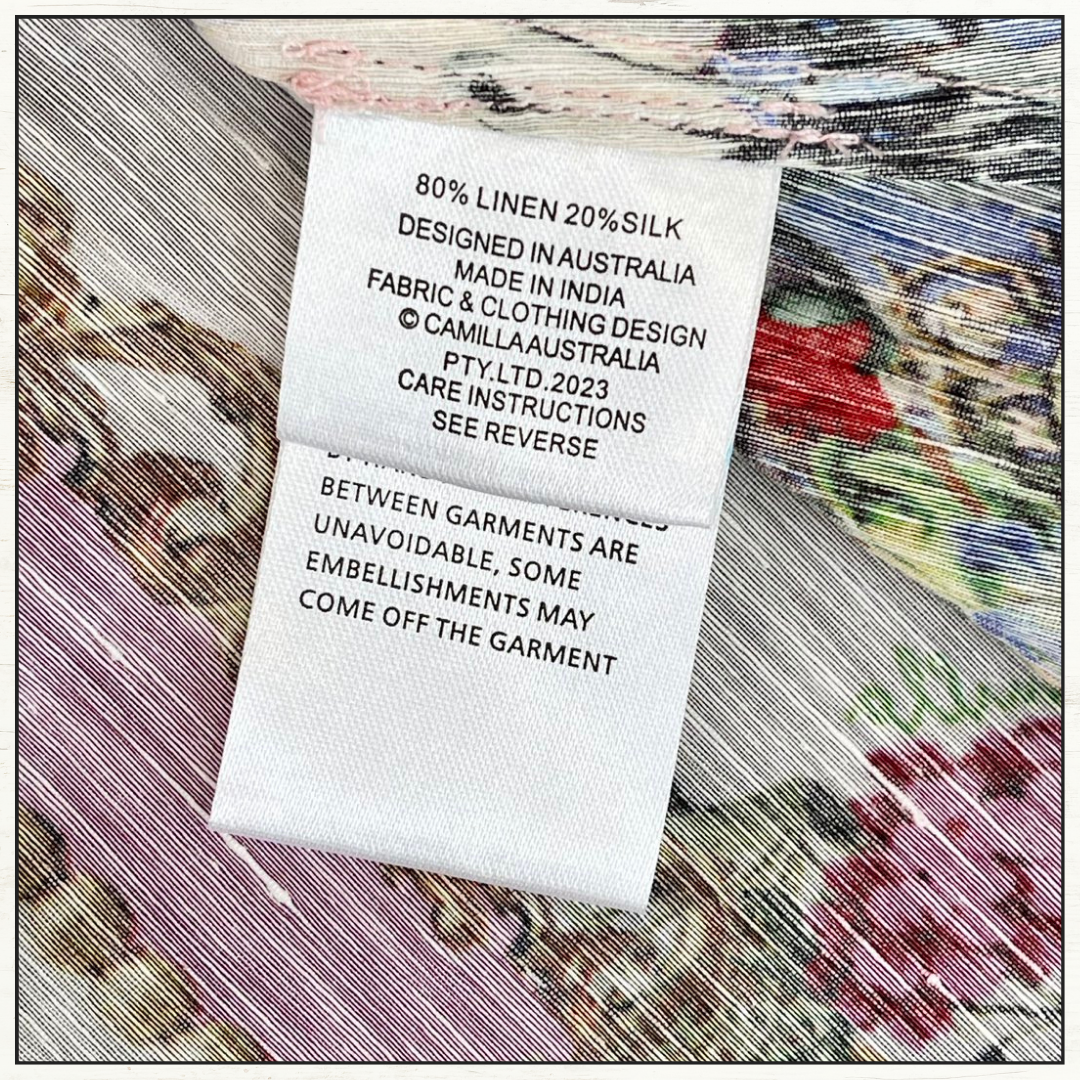 80% LINEN 20%SILK
DESIGNED IN AUSTRALIA
MADE IN INDIA
FABRIC & CLOTHING DESIGN
© CAMILLA AUSTRALIA
PTY.LTD.2023
CARE INSTRUCTIONS
SEE REVERSE
BETWEEN GARMENTS ARE
UNAVOIDABLE, SOME
EMBELLISHMENTS MAY
COME OFF THE GARMENT